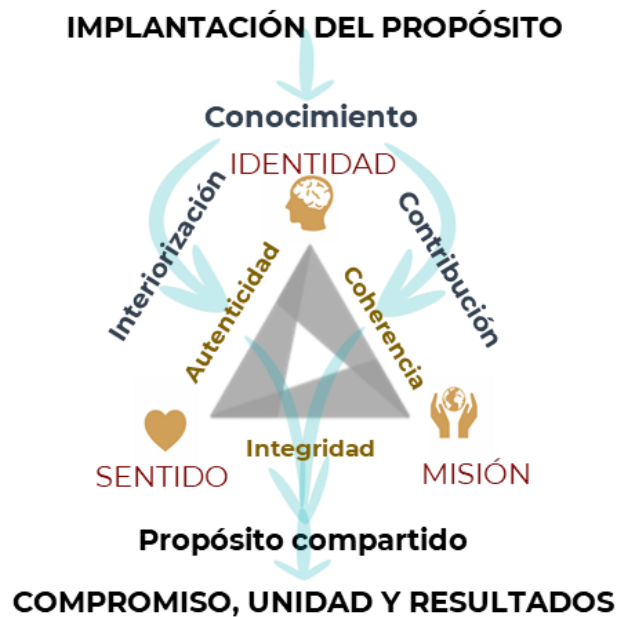 IMPLANTACIÓN DEL PROPÓSITO
Conocimiento
IDENTIDAD
Interiorización
Contribución
Autenticidad
Coherencia
Integridad
SENTIDO
MISIÓN
Propósito compartido
COMPROMISO, UNIDAD Y RESULTADOS